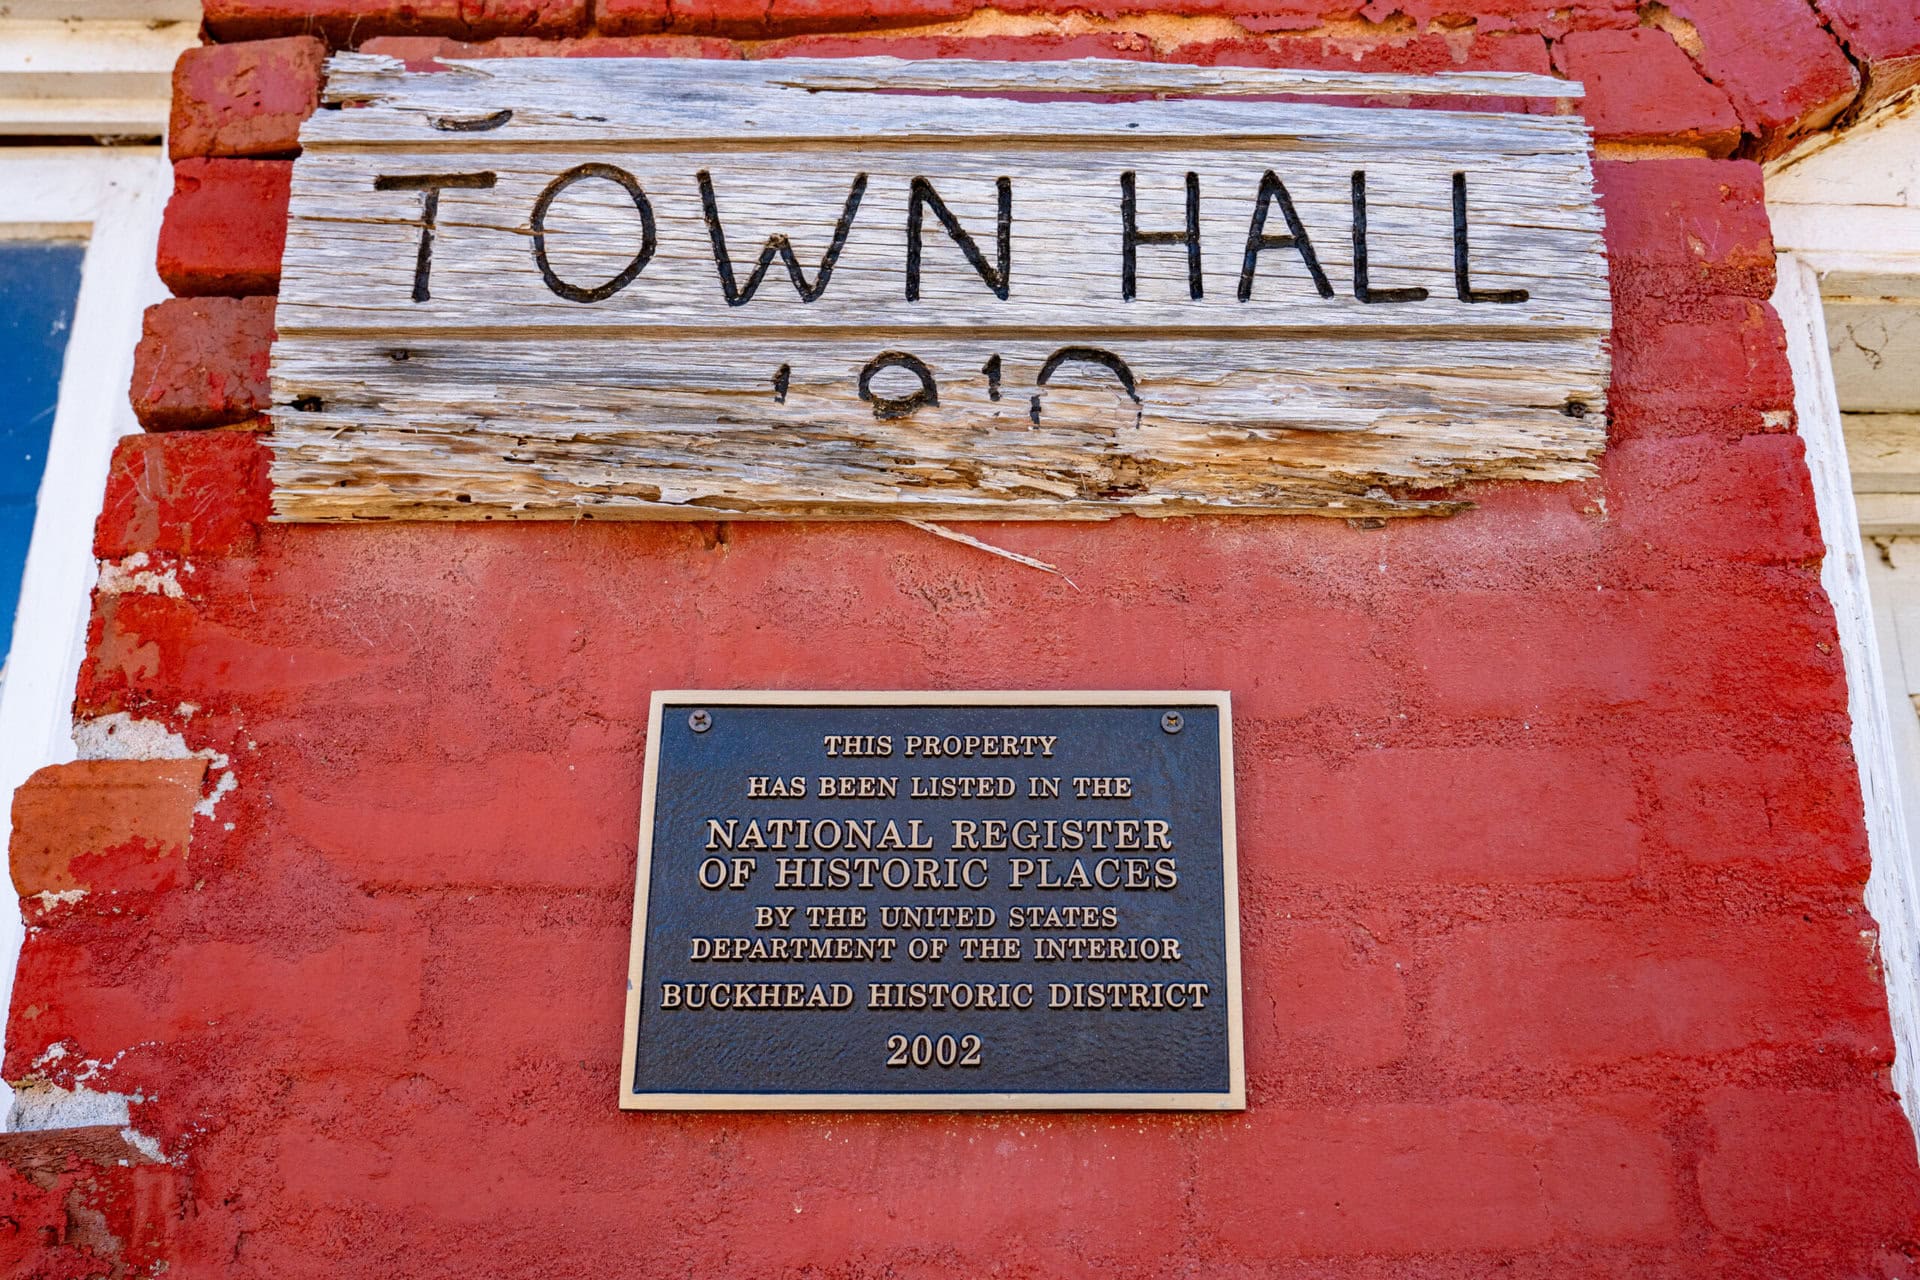 TOWN HALL
THIS PROPERTY
HAS BEEN LISTED IN THE
NATIONAL REGISTER
OF HISTORIC PLACES
BY THE UNITED STATES
DEPARTMENT OF THE INTERIOR
BUCKHEAD HISTORIC DISTRICT
2002